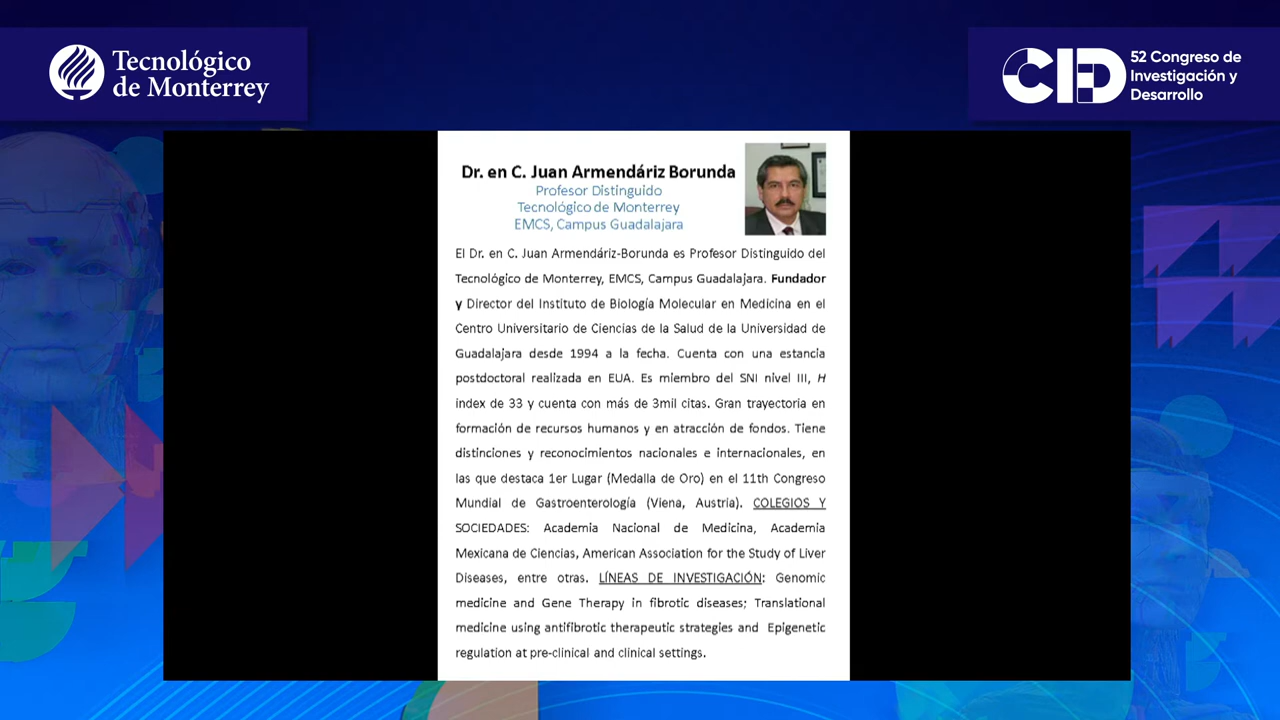 Tecnológico
de Monterrey
CID
52 Congreso de
Investigación y
Desarrollo
Dr. en C. Juan Armendáriz Borunda
Profesor Distinguido
Tecnológico de Monterrey
EMCS, Campus Guadalajara
El Dr. en C. Juan Armendáriz-Borunda es Profesor Distinguido del
Tecnológico de Monterrey, EMCS, Campus Guadalajara. Fundador
y Director del Instituto de Biología Molecular en Medicina en el
Centro Universitario de Ciencias de la Salud de la Universidad de
Guadalajara desde 1994 a la fecha. Cuenta con una estancia
postdoctoral realizada en EUA. Es miembro del SNI nivel III, H
index de 33 y cuenta con más de 3mil citas. Gran trayectoria en
formación de recursos humanos y en atracción de fondos. Tiene
distinciones y reconocimientos nacionales e internacionales, en
las que destaca 1er Lugar (Medalla de Oro) en el 11th Congreso
Mundial de Gastroenterología (Viena, Austria). COLEGIOS Y
SOCIEDADES: Academia Nacional de Medicina, Academia
Mexicana de Ciencias, American Association for the Study of Liver
Diseases, entre otras. LÍNEAS DE INVESTIGACIÓN: Genomic
medicine and Gene Therapy in fibrotic diseases; Translational
medicine using antifibrotic therapeutic strategies and Epigenetic
regulation at pre-clinical and clinical settings.